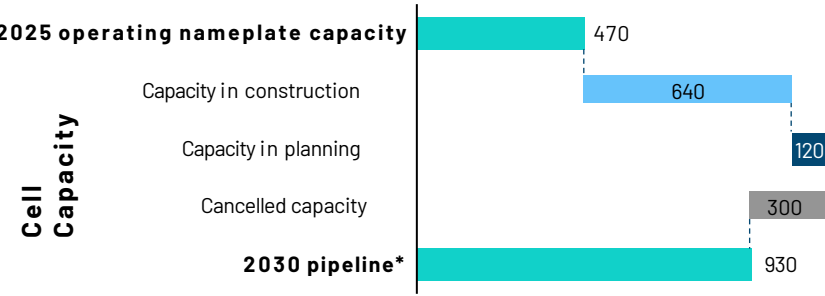 2025 operating nameplate capacity 470
Capacity in construction 640
Capacity in planning 120
Cancelled capacity 300
2030 pipeline* 930
Cell
Capacity